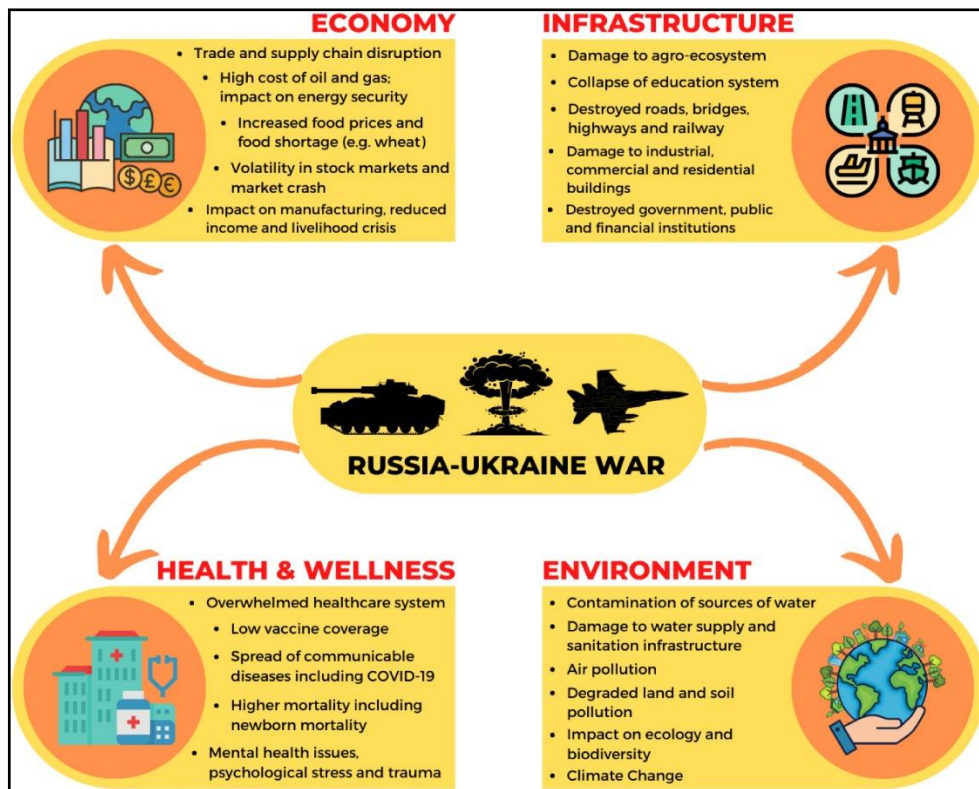 ECONOMY
• Trade and supply chain disruption
• High cost of oil and gas;
impact on energy security
• Increased food prices and
food shortage (e.g. wheat)
• Volatility in stock markets and
market crash
• Impact on manufacturing, reduced
income and livelihood crisis
$ £ €
INFRASTRUCTURE
• Damage to agro-ecosystem
• Collapse of education system
• Destroyed roads, bridges,
highways and railway
• Damage to industrial,
commercial and residential
buildings
• Destroyed government, public
and financial institutions
RUSSIA-UKRAINE WAR
HEALTH & WELLNESS
• Overwhelmed healthcare system
• Low vaccine coverage
• Spread of communicable
diseases including COVID-19
• Higher mortality including
newborn mortality
• Mental health issues,
psychological stress and trauma
ENVIRONMENT
• Contamination of sources of water
• Damage to water supply and
sanitation infrastructure
• Air pollution
• Degraded land and soil
pollution
• Impact on ecology and
biodiversity
• Climate Change